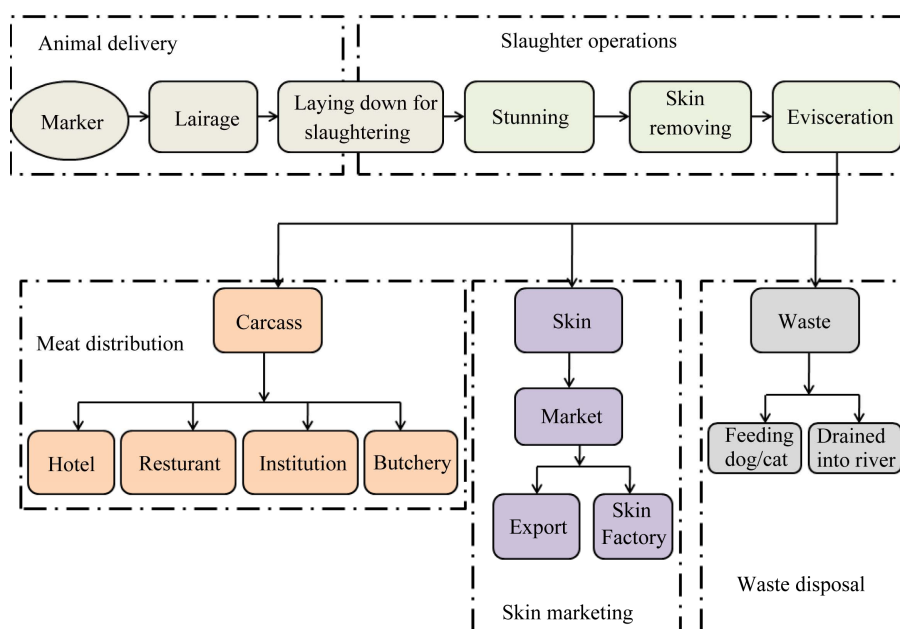 Animal delivery
Slaughter operations
Marker
Lairage
Laying down for
slaughtering
Stunning
Skin
removing
Evisceration
Meat distribution
Carcass
Hotel
Resturant
Institution
Butchery
Skin
Market
Export
Skin
Factory
Skin marketing
Waste
Feeding
dog/cat
Drained
into river
Waste disposal